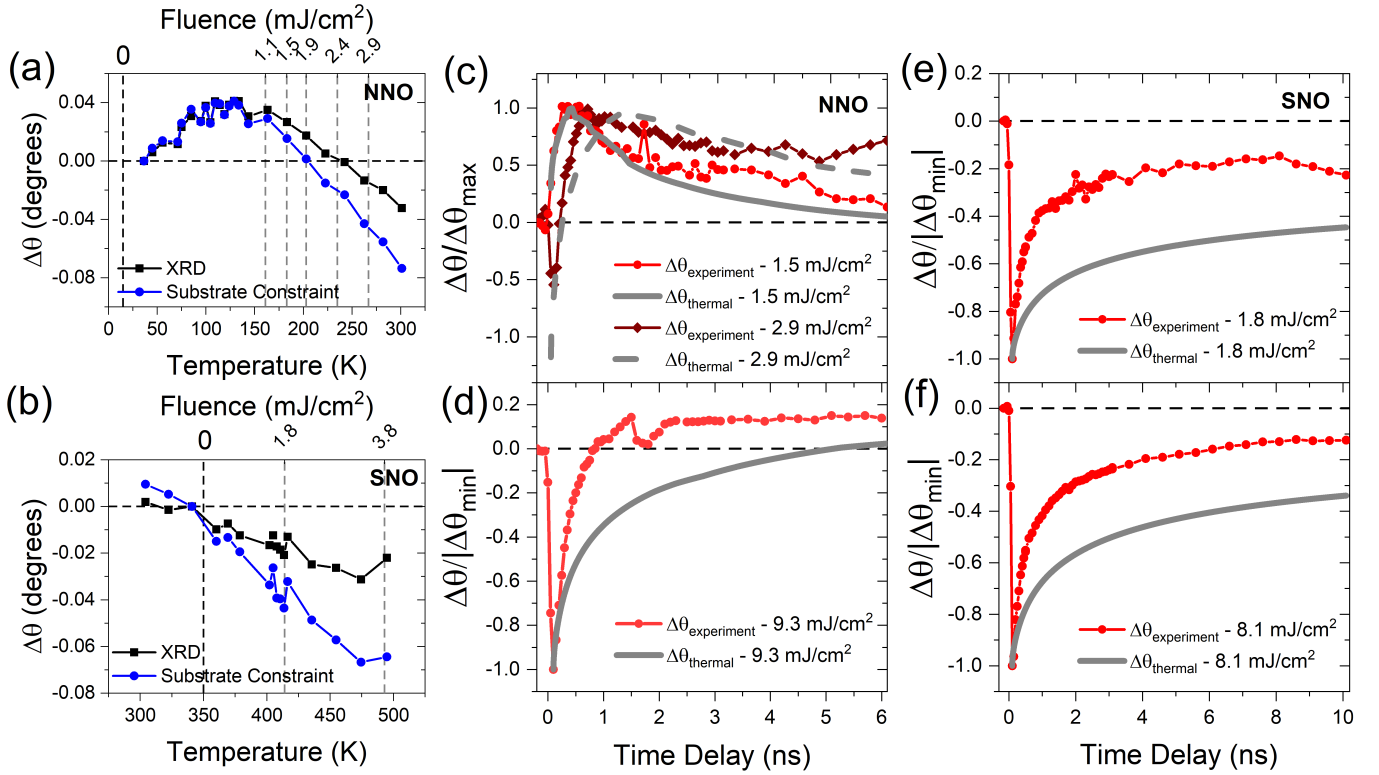 Fluence (mJ/cm²)
0 1.1 1.5 1.9 2.4 2.9
(a)
NNO
0.04
0.00
-0.04
-0.08
Δθ (degrees)
XRD
Substrate Constraint
0 50 100 150 200 250 300
Temperature (K)
(b)
Fluence (mJ/cm²)
0 1.8 3.8
SNO
0.02
0.00
-0.02
-0.04
-0.06
-0.08
Δθ (degrees)
XRD
Substrate Constraint
300 350 400 450 500
Temperature (K)
(c)
NNO
1.0
0.5
0.0
-0.5
-1.0
Δθ/Δθmax
Δθexperiment - 1.5 mJ/cm²
Δθthermal - 1.5 mJ/cm²
Δθexperiment - 2.9 mJ/cm²
Δθthermal - 2.9 mJ/cm²
(d)
0.2
0.0
-0.2
-0.4
-0.6
-0.8
-1.0
Δθ/|Δθmin|
Δθexperiment - 9.3 mJ/cm²
Δθthermal - 9.3 mJ/cm²
0 1 2 3 4 5 6
Time Delay (ns)
(e)
SNO
0.2
0.0
-0.2
-0.4
-0.6
-0.8
-1.0
Δθ/|Δθmin|
Δθexperiment - 1.8 mJ/cm²
Δθthermal - 1.8 mJ/cm²
(f)
0.0
-0.2
-0.4
-0.6
-0.8
-1.0
Δθ/|Δθmin|
Δθexperiment - 8.1 mJ/cm²
Δθthermal - 8.1 mJ/cm²
0 2 4 6 8 10
Time Delay (ns)